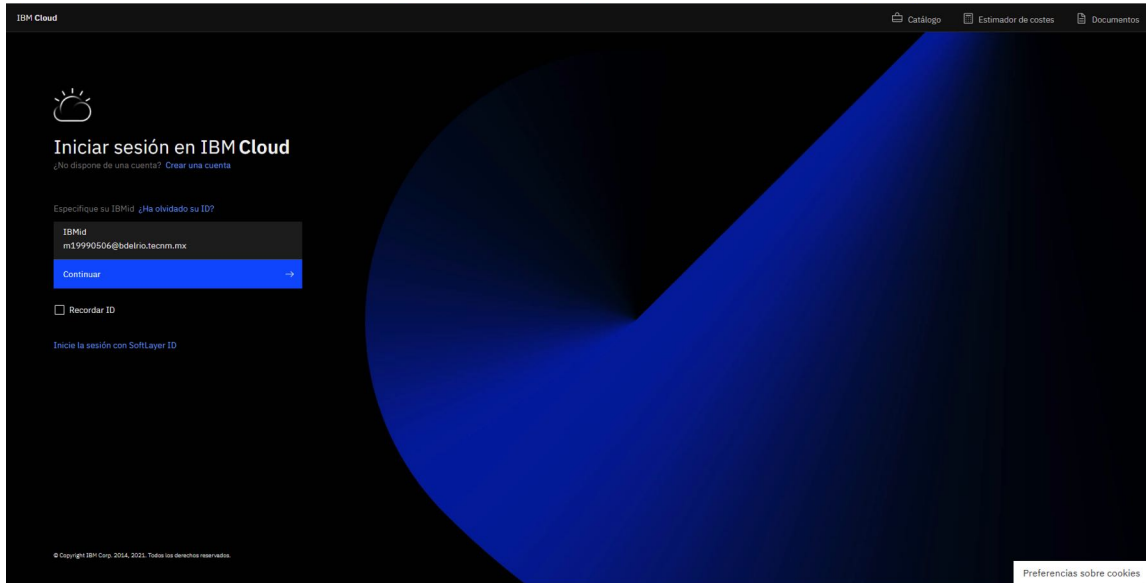 IBM Cloud
Catálogo
Estimador de costes
Documentos
Iniciar sesión en IBM Cloud
¿No dispone de una cuenta? Crear una cuenta
Especifique su IBMid ¿Ha olvidado su ID?
IBMid
m19990506@bdelrio.tecnm.mx
Continuar
Recordar ID
Inicie la sesión con SoftLayer ID
© Copyright IBM Corp. 2014, 2021. Todos los derechos reservados.
Preferencias sobre cookies